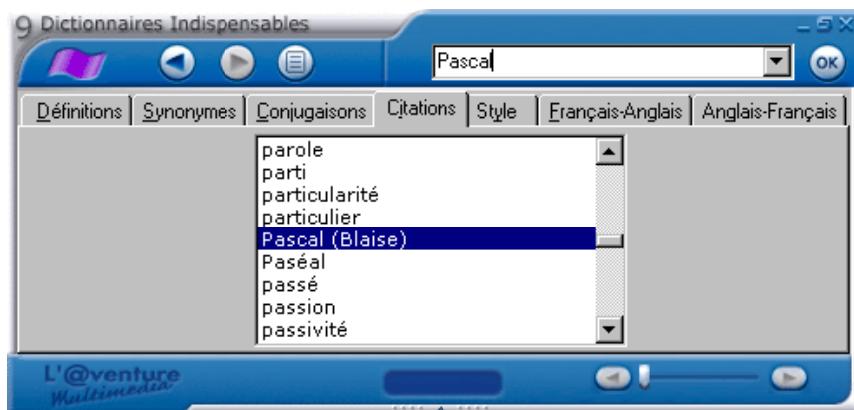 9 Dictionnaires Indispensables
Pascal
OK
Définitions Synonymes Conjugaisons Citations Style Français-Anglais Anglais-Français
parole
parti
particularité
particulier
Pascal (Blaise)
Paséal
passé
passion
passivité
L'@venture
Multimedia